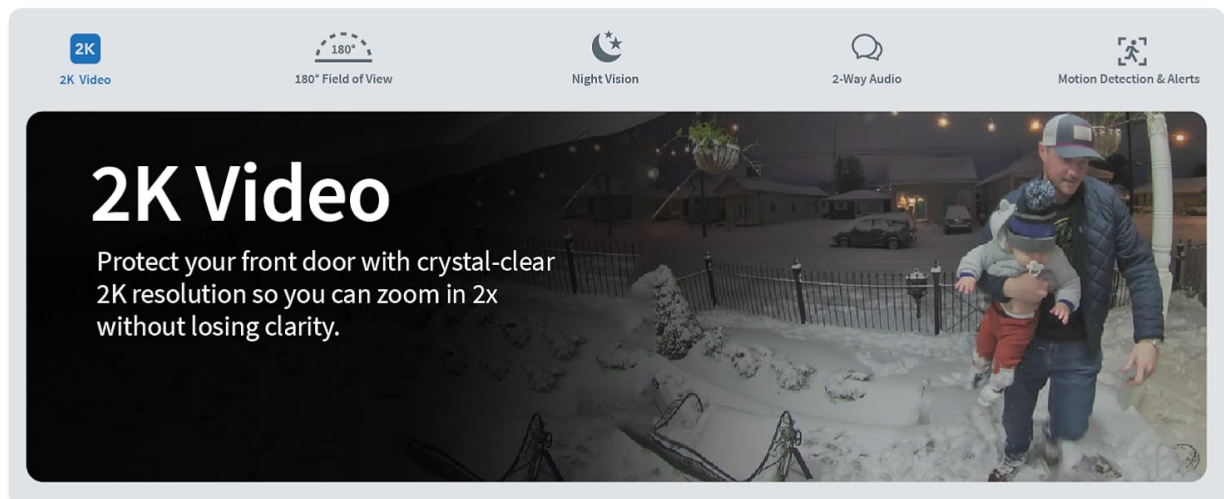 2K
2K Video
180°
180° Field of View
Night Vision
2-Way Audio
Motion Detection & Alerts
2K Video
Protect your front door with crystal-clear
2K resolution so you can zoom in 2x
without losing clarity.